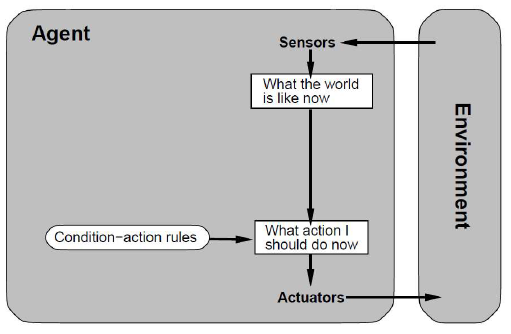 Agent
Sensors
What the world
is like now
Environment
Condition−action rules
What action I
should do now
Actuators